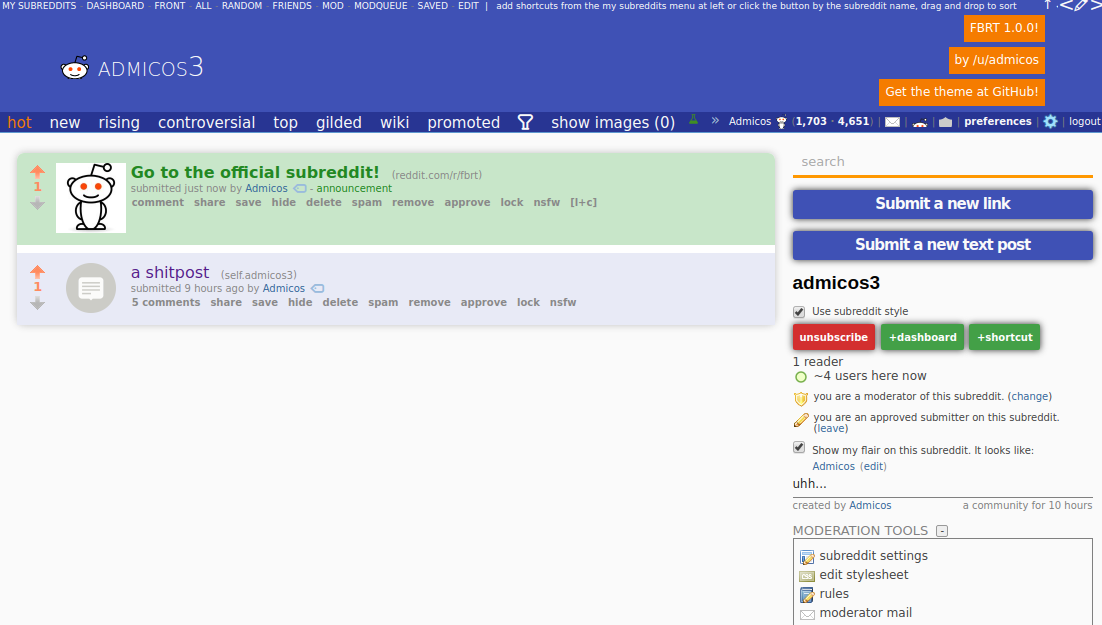 MY SUBREDDITS · DASHBOARD · FRONT · ALL · RANDOM · FRIENDS · MOD · MODQUEUE · SAVED · EDIT | add shortcuts from the my subreddits menu at left or click the button by the subreddit name, drag and drop to sort
FBRT 1.0.0!
by /u/admicos
Get the theme at GitHub!
ADMICOS3
hot new rising controversial top gilded wiki promoted show images (0) » Admicos (1,703 · 4,651) | | | | preferences | | logout
Go to the official subreddit! (reddit.com/r/fbrt)
1
submitted just now by Admicos - announcement
comment share save hide delete spam remove approve lock nsfw [l+c]
a shitpost (self.admicos3)
1
submitted 9 hours ago by Admicos
5 comments share save hide delete spam remove approve lock nsfw
search
Submit a new link
Submit a new text post
admicos3
Use subreddit style
unsubscribe +dashboard +shortcut
1 reader
~4 users here now
you are a moderator of this subreddit. (change)
you are an approved submitter on this subreddit.
(leave)
Show my flair on this subreddit. It looks like:
Admicos (edit)
uhh...
created by Admicos a community for 10 hours
MODERATION TOOLS -
subreddit settings
CSS edit stylesheet
rules
moderator mail